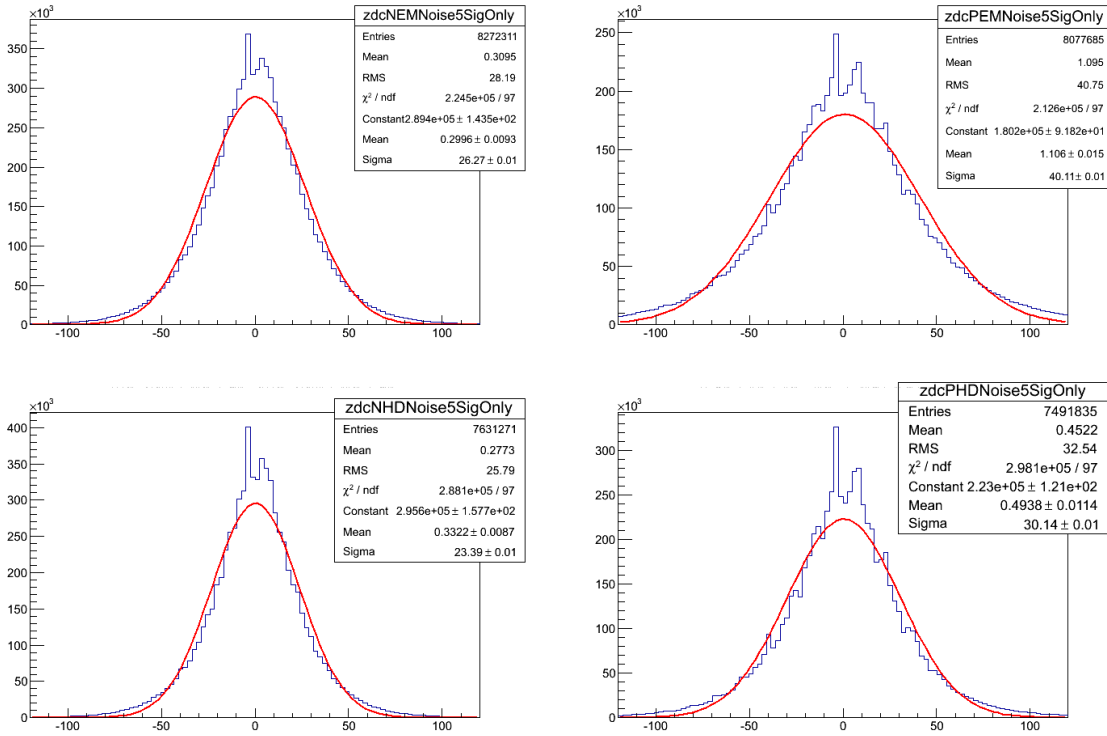 zdcNEMNoise5SigOnly
Entries 8272311
Mean 0.3095
RMS 28.19
χ² / ndf 2.245e+05 / 97
Constant 2.894e+05 ± 1.435e+02
Mean 0.2996 ± 0.0093
Sigma 26.27 ± 0.01
×10³
350
300
250
200
150
100
50
0
-100 -50 0 50 100
zdcPEMNoise5SigOnly
Entries 8077685
Mean 1.095
RMS 40.75
χ² / ndf 2.126e+05 / 97
Constant 1.802e+05 ± 9.182e+01
Mean 1.106 ± 0.015
Sigma 40.11 ± 0.01
×10³
250
200
150
100
50
0
-100 -50 0 50 100
zdcNHDNoise5SigOnly
Entries 7631271
Mean 0.2773
RMS 25.79
χ² / ndf 2.881e+05 / 97
Constant 2.956e+05 ± 1.577e+02
Mean 0.3322 ± 0.0087
Sigma 23.39 ± 0.01
×10³
400
350
300
250
200
150
100
50
0
-100 -50 0 50 100
zdcPHDNoise5SigOnly
Entries 7491835
Mean 0.4522
RMS 32.54
χ² / ndf 2.981e+05 / 97
Constant 2.23e+05 ± 1.21e+02
Mean 0.4938 ± 0.0114
Sigma 30.14 ± 0.01
×10³
300
250
200
150
100
50
0
-100 -50 0 50 100